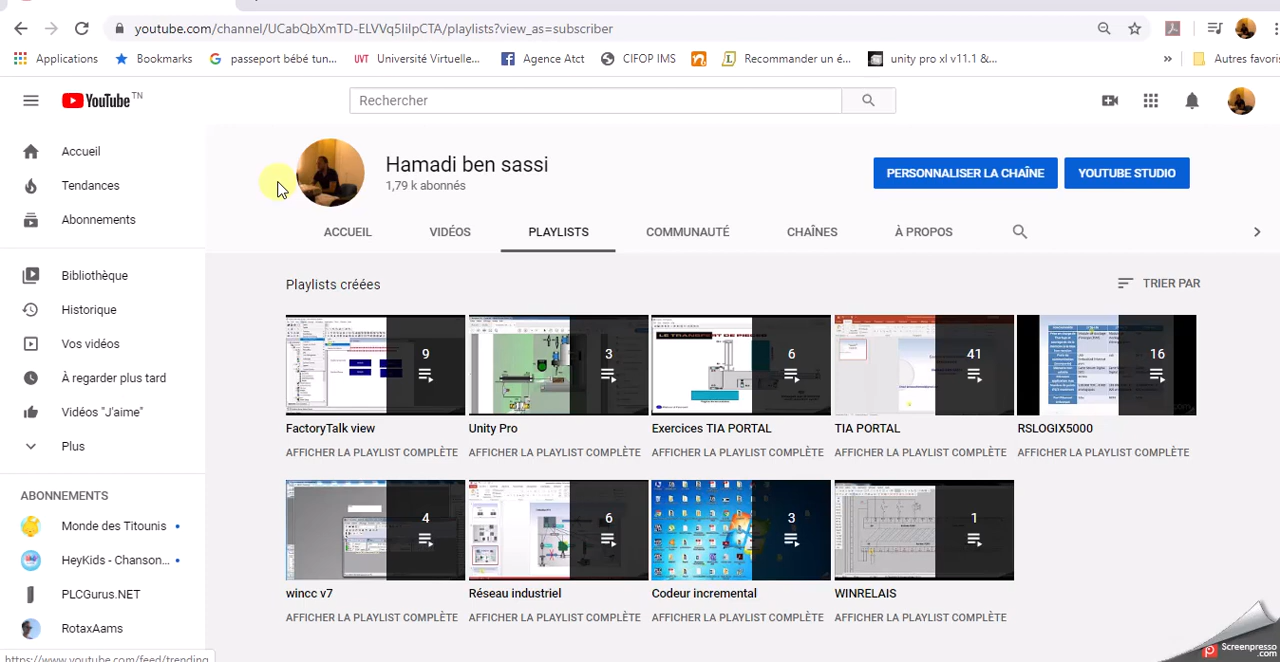 youtube.com/channel/UCabQbXmTD-ELVVq5IiIpCTA/playlists?view_as=subscriber
Applications Bookmarks passeport bébé tun... Université Virtuelle... Agence Atct CIFOP IMS Recommander un é... unity pro xl v11.1 &... » Autres favoris
YouTube TN Rechercher
Accueil
Tendances
Abonnements
Bibliothèque
Historique
Vos vidéos
À regarder plus tard
Vidéos "J'aime"
Plus
ABONNEMENTS
Monde des Titounis
HeyKids - Chanson...
PLCGurus.NET
RotaxAams
https://www.youtube.com/feed/trending
Hamadi ben sassi
1,79 k abonnés
PERSONNALISER LA CHAÎNE YOUTUBE STUDIO
ACCUEIL VIDÉOS PLAYLISTS COMMUNAUTÉ CHAÎNES À PROPOS
Playlists créées TRIER PAR
9 3 6 41 16
FactoryTalk view Unity Pro Exercices TIA PORTAL TIA PORTAL RSLOGIX5000
AFFICHER LA PLAYLIST COMPLÈTE AFFICHER LA PLAYLIST COMPLÈTE AFFICHER LA PLAYLIST COMPLÈTE AFFICHER LA PLAYLIST COMPLÈTE AFFICHER LA PLAYLIST COMPLÈTE
4 6 3 1
wincc v7 Réseau industriel Codeur incremental WINRELAIS
AFFICHER LA PLAYLIST COMPLÈTE AFFICHER LA PLAYLIST COMPLÈTE AFFICHER LA PLAYLIST COMPLÈTE AFFICHER LA PLAYLIST COMPLÈTE
Screenpresso
.com